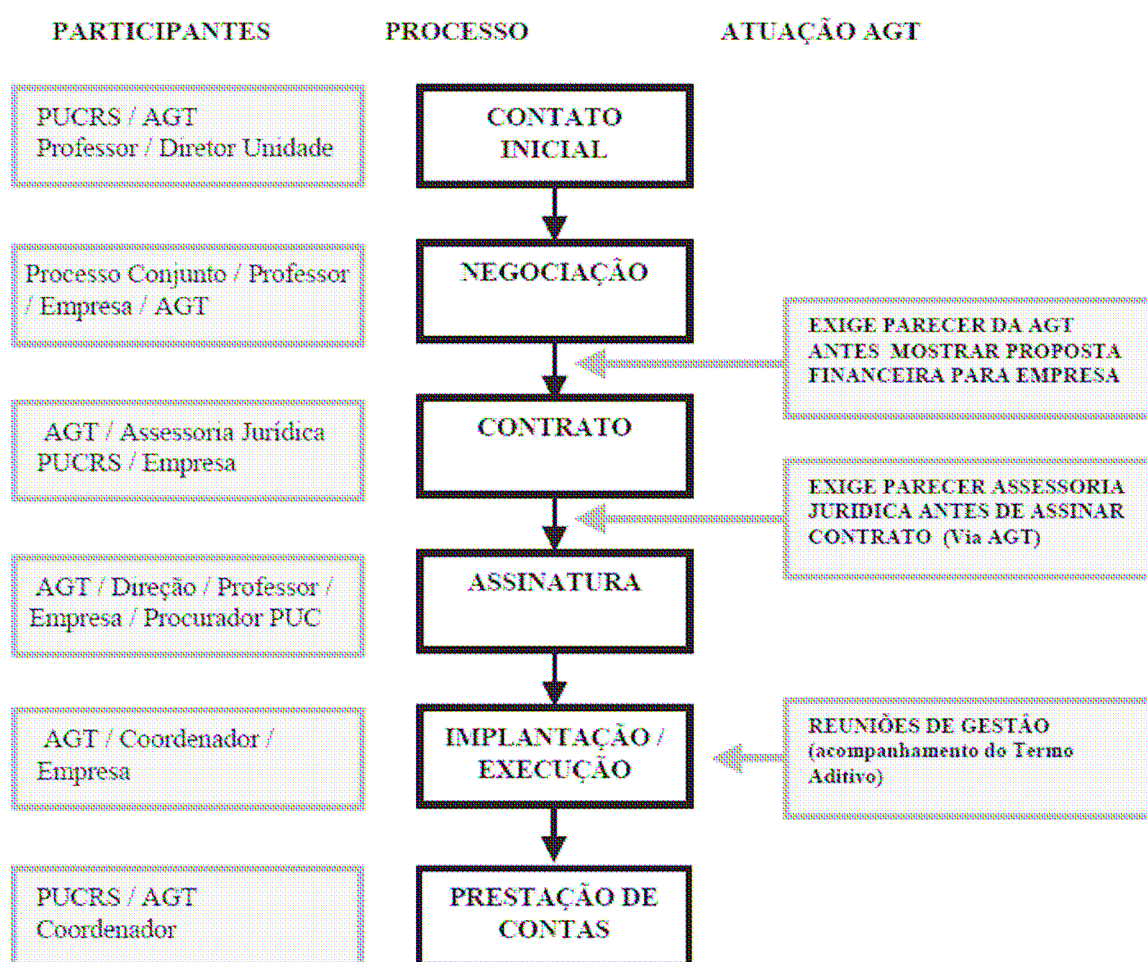 PARTICIPANTES
PROCESSO
ATUAÇÃO AGT
PUCRS / AGT
Professor / Diretor Unidade
CONTATO
INICIAL
Processo Conjunto / Professor
/ Empresa / AGT
NEGOCIAÇÃO
EXIGE PARECER DA AGT
ANTES MOSTRAR PROPOSTA
FINANCEIRA PARA EMPRESA
AGT / Assessoria Jurídica
PUCRS / Empresa
CONTRATO
EXIGE PARECER ASSESSORIA
JURIDICA ANTES DE ASSINAR
CONTRATO (Via AGT)
AGT / Direção / Professor /
Empresa / Procurador PUC
ASSINATURA
AGT / Coordenador /
Empresa
IMPLANTAÇÃO /
EXECUÇÃO
REUNIÕES DE GESTÃO
(acompanhamento do Termo
Aditivo)
PUCRS / AGT
Coordenador
PRESTAÇÃO DE
CONTAS